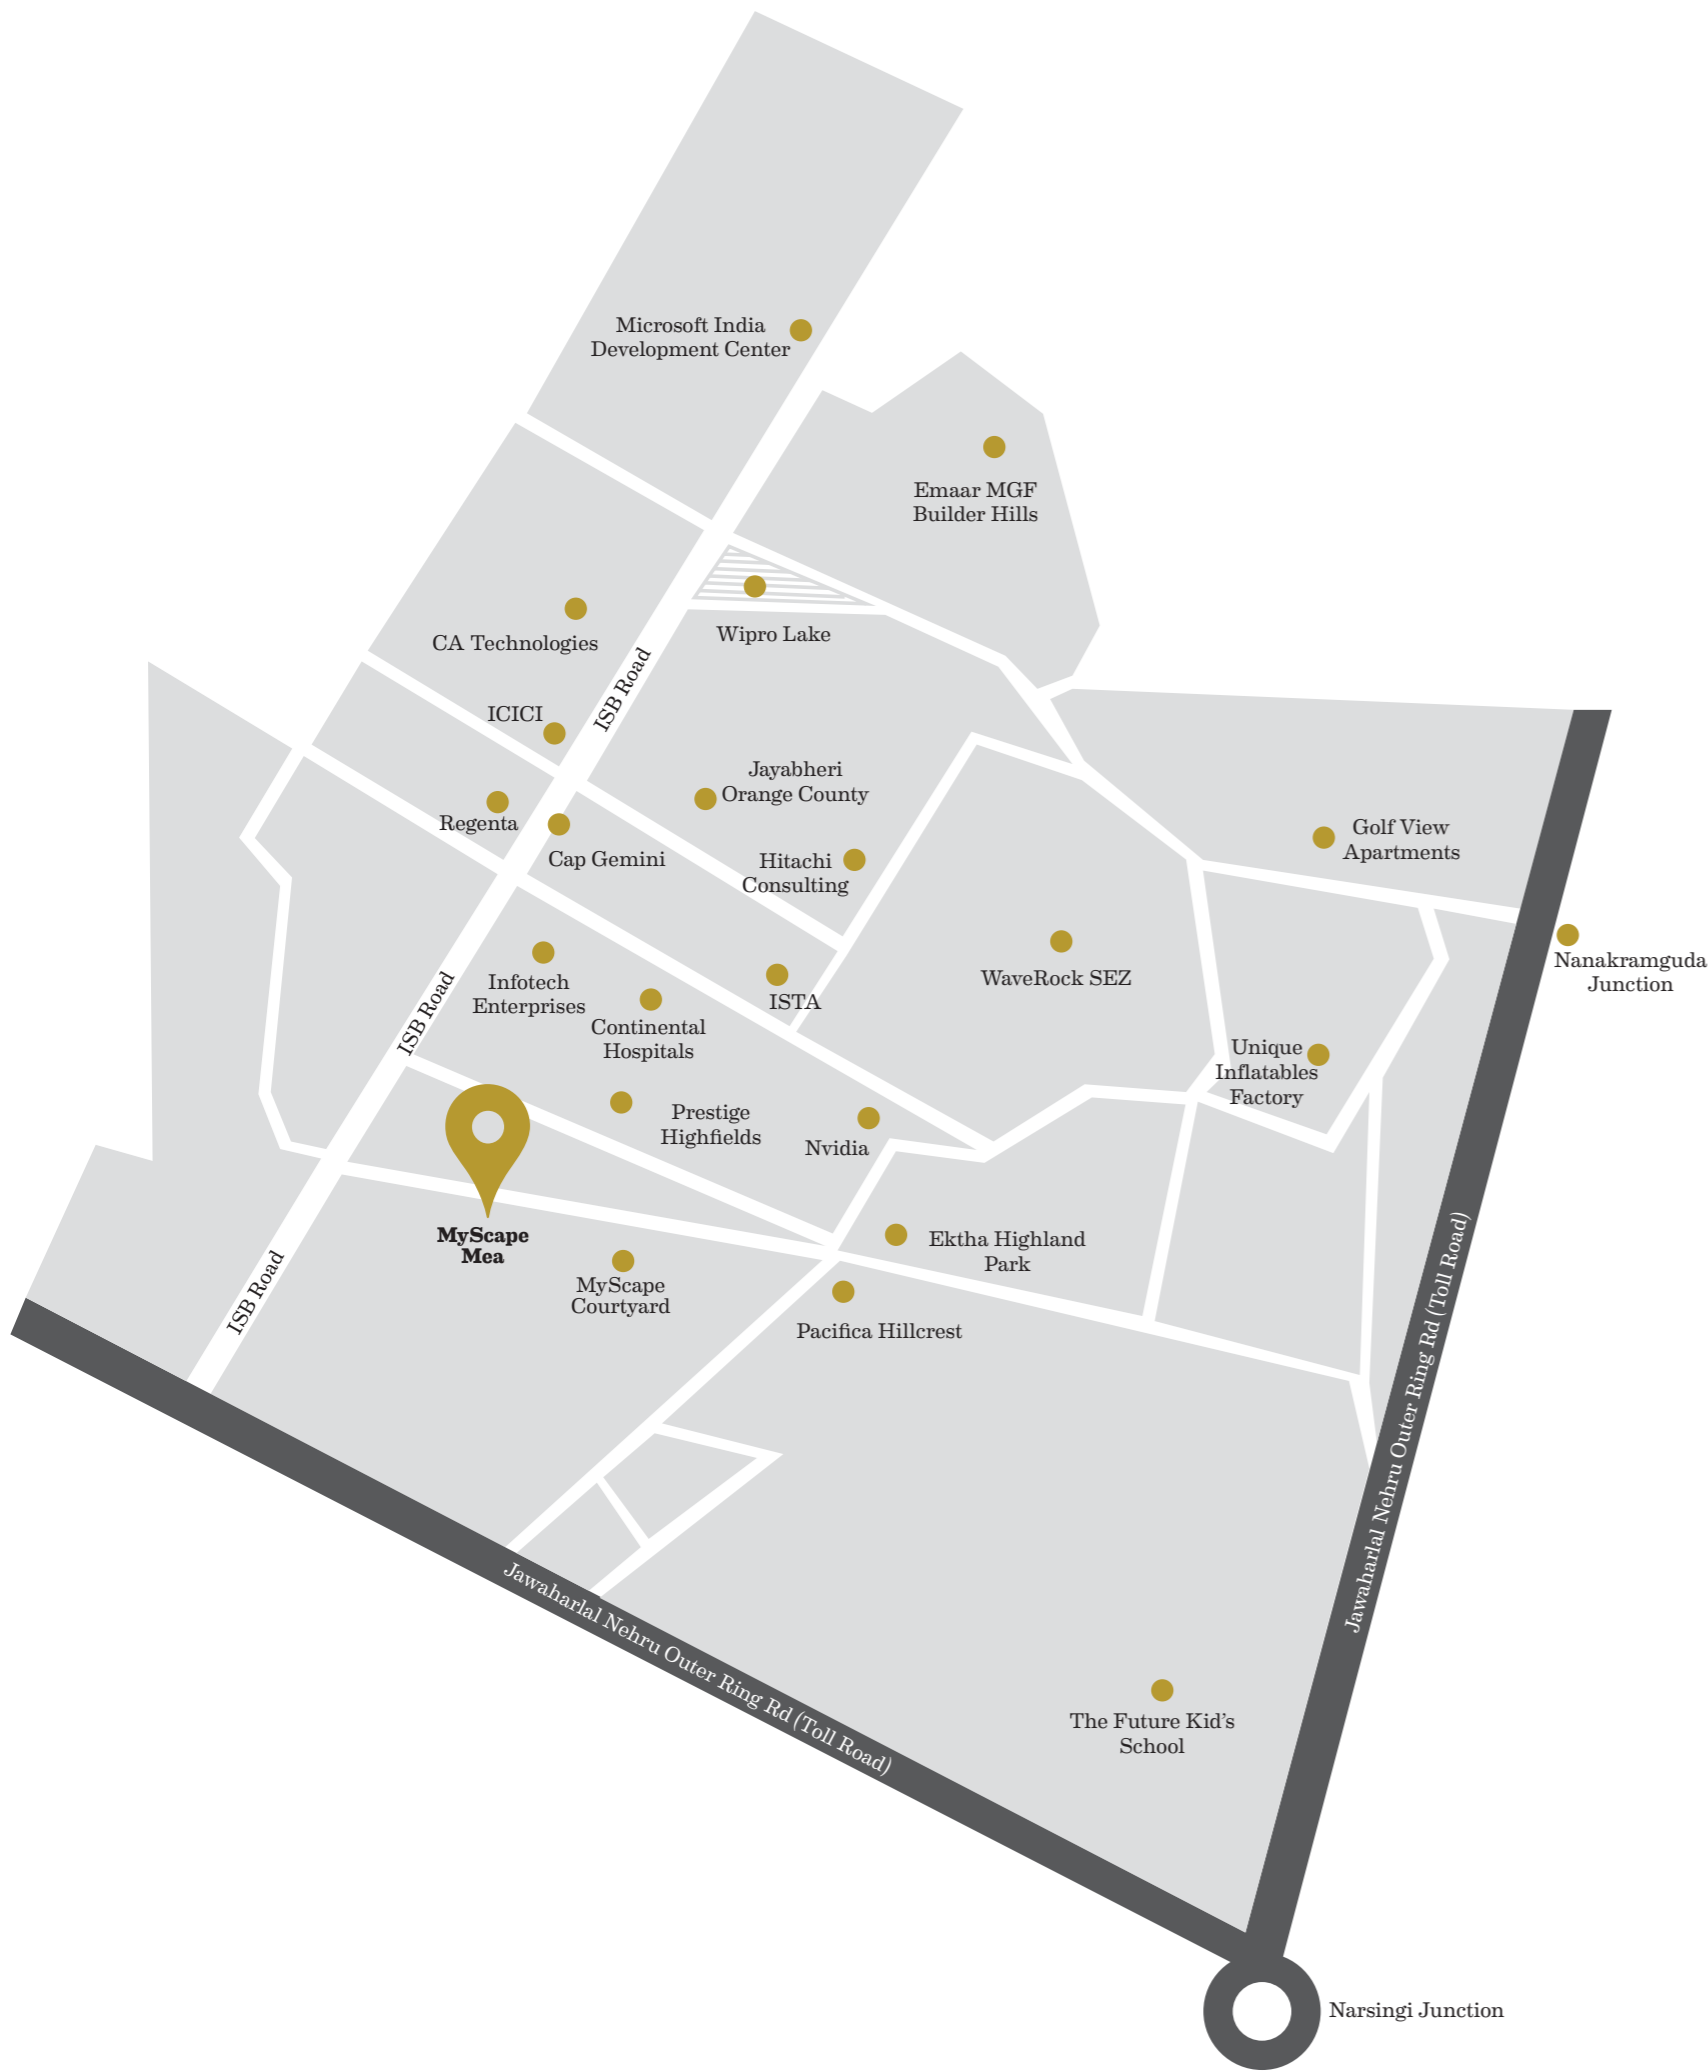 Microsoft India
Development Center
Emaar MGF
Builder Hills
Wipro Lake
CA Technologies
ISB Road
ICICI
Jayabheri
Orange County
Regenta
Cap Gemini
Hitachi
Consulting
Golf View
Apartments
Nanakramguda
Junction
WaveRock SEZ
Infotech
Enterprises
ISTA
ISB Road
Continental
Hospitals
Unique
Inflatables
Factory
Prestige
Highfields
Nvidia
MyScape
Mea
Ektha Highland
Park
MyScape
Courtyard
ISB Road
Pacifica Hillcrest
Jawaharlal Nehru Outer Ring Rd (Toll Road)
Jawaharlal Nehru Outer Ring Rd (Toll Road)
The Future Kid’s
School
Narsingi Junction